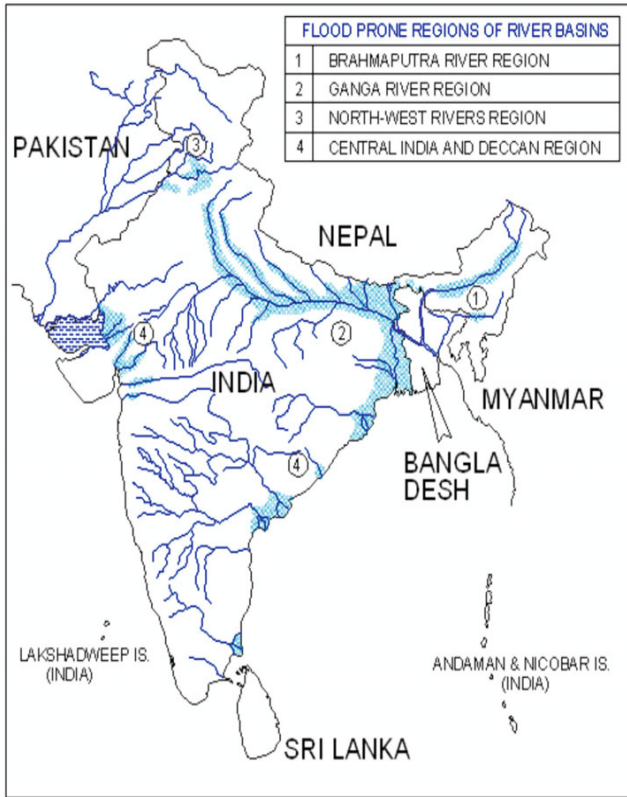 FLOOD PRONE REGIONS OF RIVER BASINS
1 BRAHMAPUTRA RIVER REGION
2 GANGA RIVER REGION
3 NORTH-WEST RIVERS REGION
4 CENTRAL INDIA AND DECCAN REGION
PAKISTAN
3
NEPAL
1
4
2
INDIA
MYANMAR
4
BANGLA
DESH
LAKSHADWEEP IS.
(INDIA)
ANDAMAN & NICOBAR IS.
(INDIA)
SRI LANKA